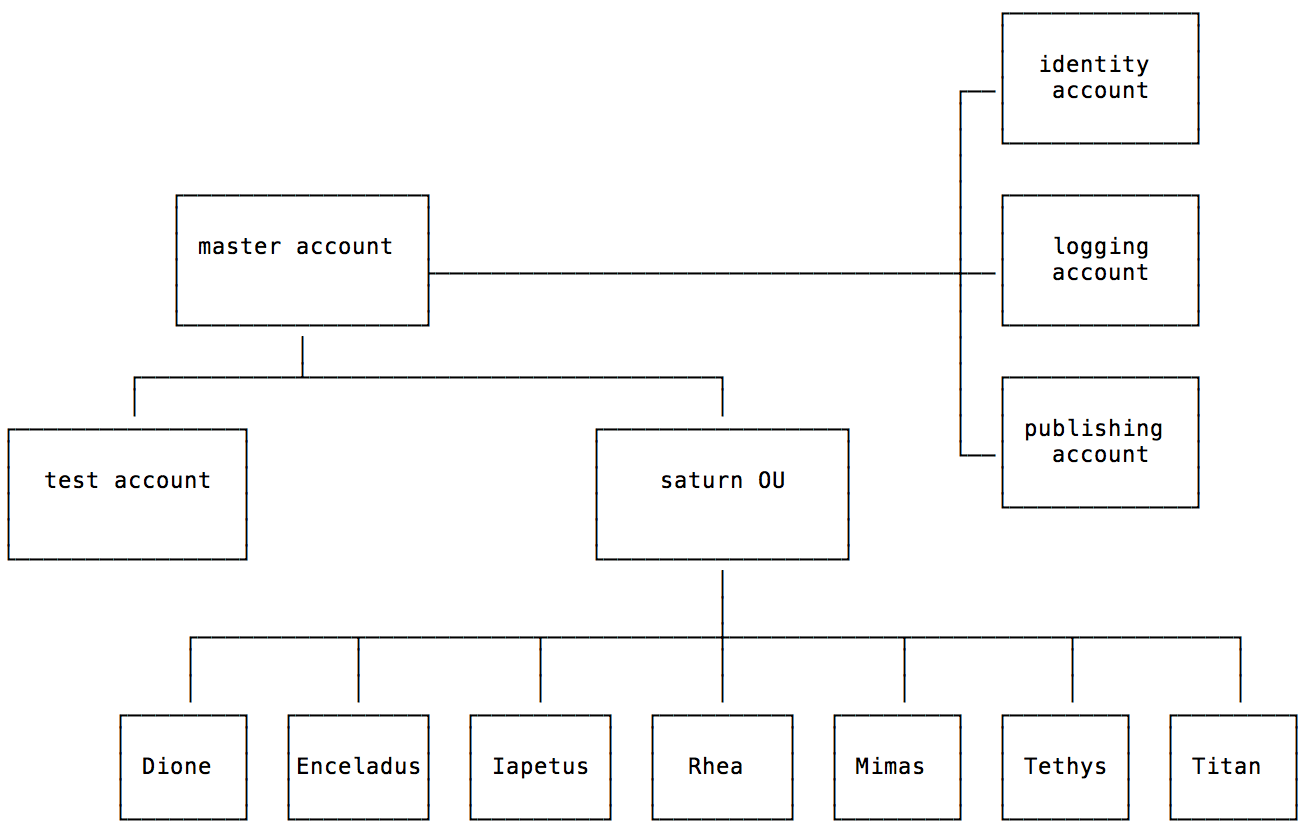 identity
account
master account
logging
account
publishing
account
test account
saturn OU
Dione
Enceladus
Iapetus
Rhea
Mimas
Tethys
Titan